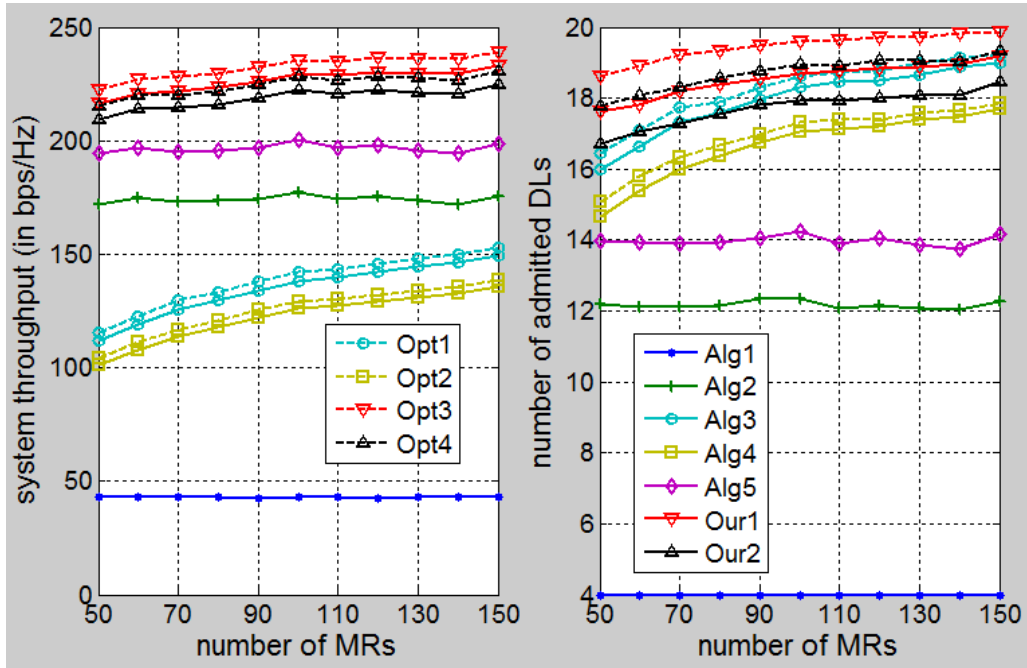 system throughput (in bps/Hz)
250
200
150
100
50
0
Opt1
Opt2
Opt3
Opt4
50 70 90 110 130 150
number of MRs
number of admitted DLs
20
18
16
14
12
10
8
6
4
Alg1
Alg2
Alg3
Alg4
Alg5
Our1
Our2
50 70 90 110 130 150
number of MRs